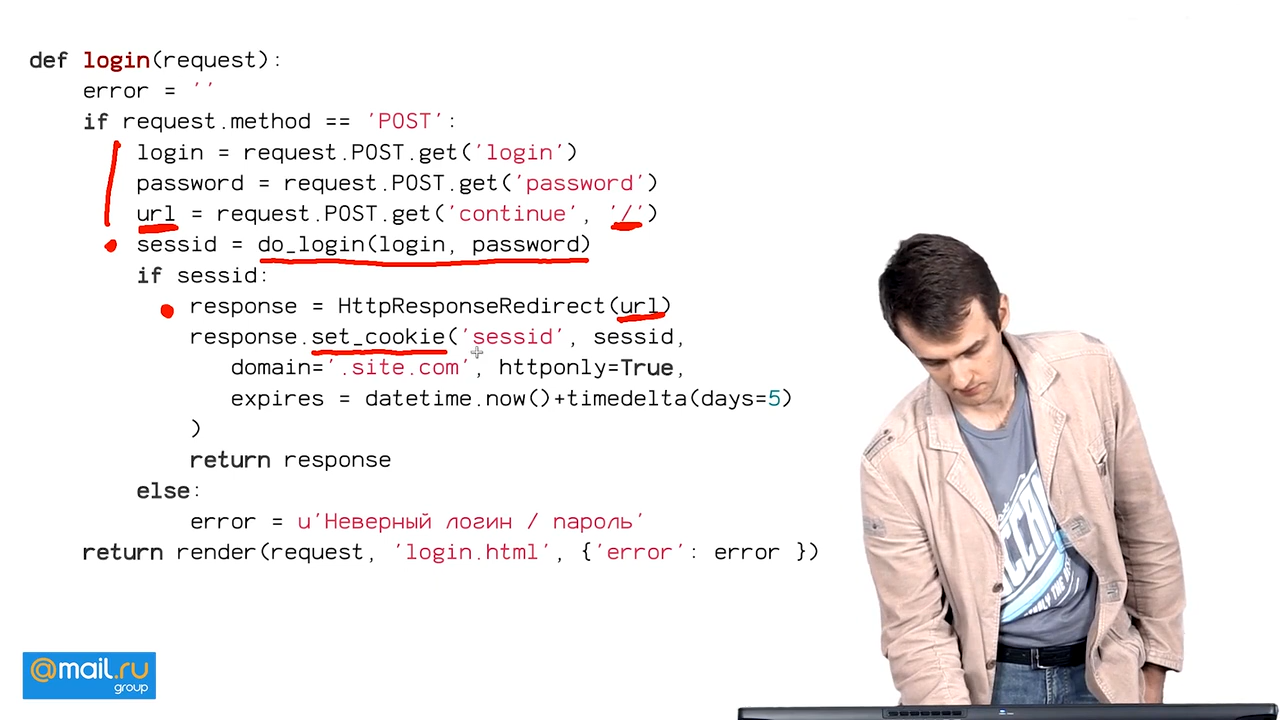 def login(request):
error = ''
if request.method == 'POST':
login = request.POST.get('login')
password = request.POST.get('password')
url = request.POST.get('continue', '/')
sessid = do_login(login, password)
if sessid:
response = HttpResponseRedirect(url)
response.set_cookie('sessid', sessid,
domain='.site.com', httponly=True,
expires = datetime.now()+timedelta(days=5)
)
return response
else:
error = u'Неверный логин / пароль'
return render(request, 'login.html', {'error': error })
@mail.ru
group